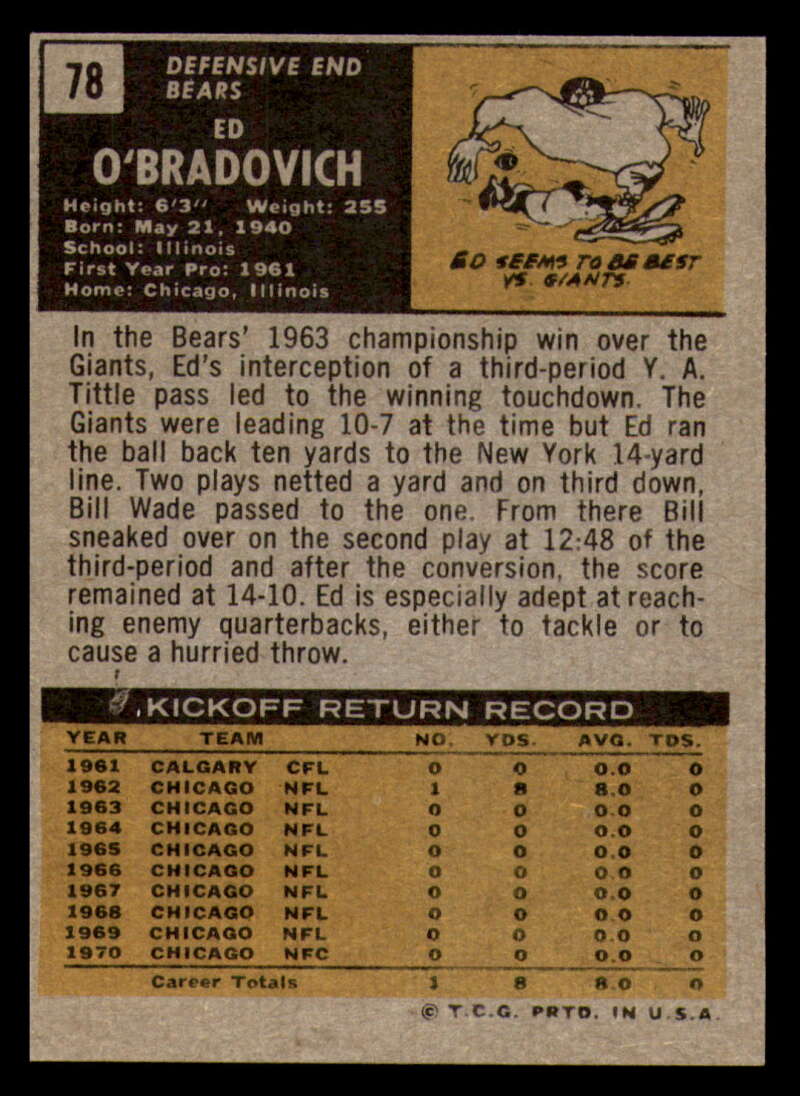 78
DEFENSIVE END
BEARS
ED
O'BRADOVICH
Height: 6'3" Weight: 255
Born: May 21, 1940
School: Illinois
First Year Pro: 1961
Home: Chicago, Illinois
ED SEEMS TO BE BEST
VS. GIANTS.
In the Bears' 1963 championship win over the
Giants, Ed's interception of a third-period Y. A.
Tittle pass led to the winning touchdown. The
Giants were leading 10-7 at the time but Ed ran
the ball back ten yards to the New York 14-yard
line. Two plays netted a yard and on third down,
Bill Wade passed to the one. From there Bill
sneaked over on the second play at 12:48 of the
third-period and after the conversion, the score
remained at 14-10. Ed is especially adept at reach-
ing enemy quarterbacks, either to tackle or to
cause a hurried throw.
KICKOFF RETURN RECORD
YEAR TEAM NO. YDS. AVG. TDS.
1961 CALGARY CFL 0 0 0.0 0
1962 CHICAGO NFL 1 8 8.0 0
1963 CHICAGO NFL 0 0 0.0 0
1964 CHICAGO NFL 0 0 0.0 0
1965 CHICAGO NFL 0 0 0.0 0
1966 CHICAGO NFL 0 0 0.0 0
1967 CHICAGO NFL 0 0 0.0 0
1968 CHICAGO NFL 0 0 0.0 0
1969 CHICAGO NFL 0 0 0.0 0
1970 CHICAGO NFC 0 0 0.0 0
Career Totals 1 8 8.0 0
© T.C.G. PRTD. IN U.S.A.